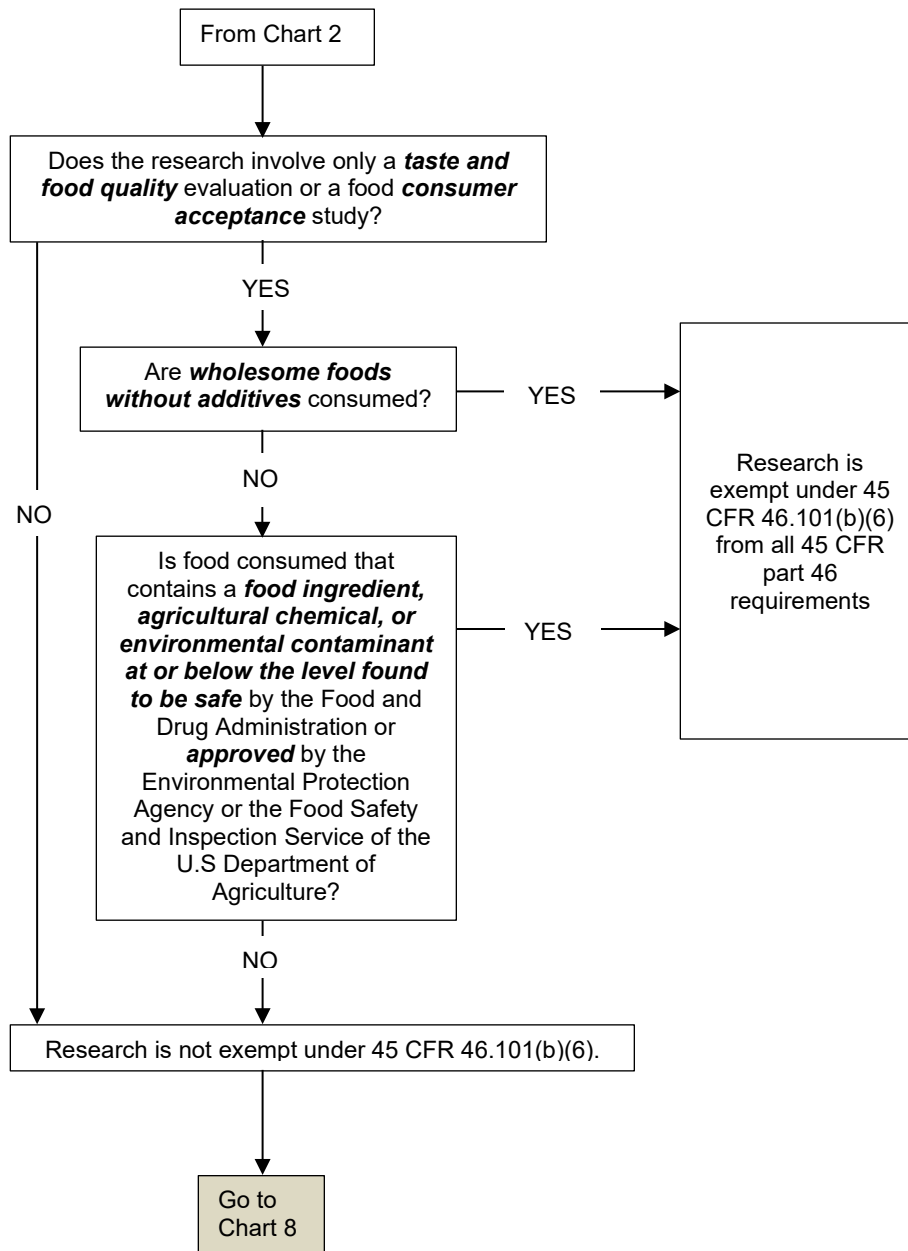 From Chart 2
Does the research involve only a taste and
food quality evaluation or a food consumer
acceptance study?
YES
Are wholesome foods
without additives consumed?
YES
NO
NO
Is food consumed that
contains a food ingredient,
agricultural chemical, or
environmental contaminant
at or below the level found
to be safe by the Food and
Drug Administration or
approved by the
Environmental Protection
Agency or the Food Safety
and Inspection Service of the
U.S Department of
Agriculture?
YES
Research is
exempt under 45
CFR 46.101(b)(6)
from all 45 CFR
part 46
requirements
NO
Research is not exempt under 45 CFR 46.101(b)(6).
Go to
Chart 8